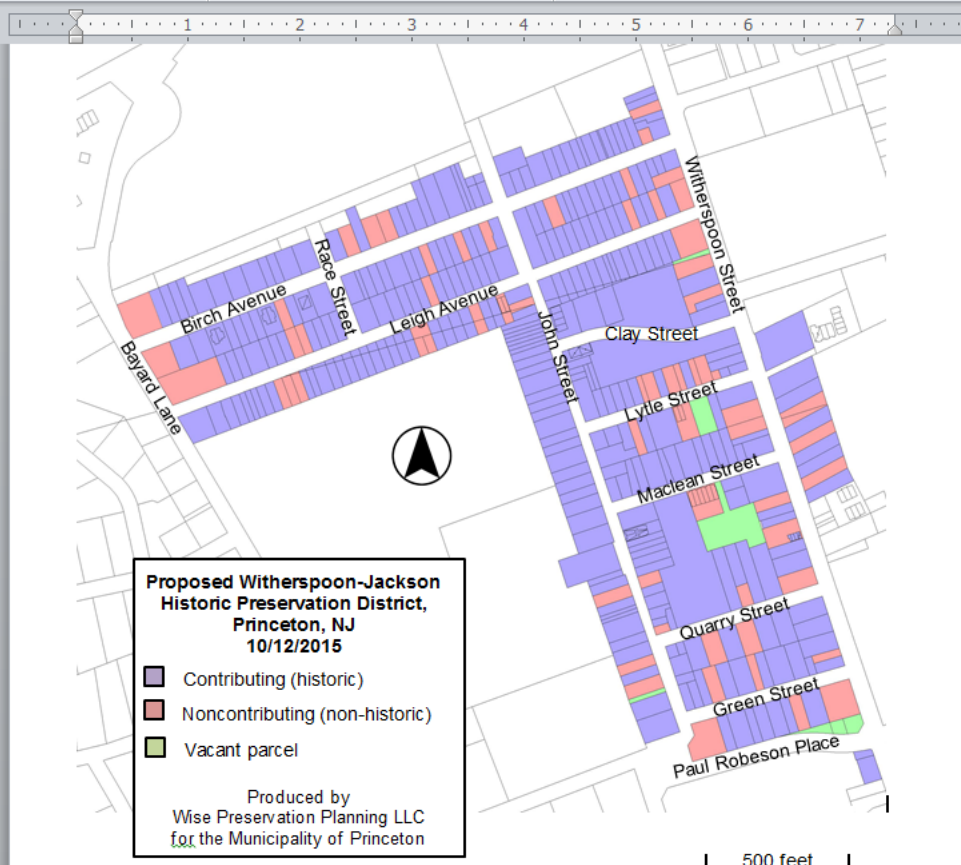 1 2 3 4 5 6 7
Witherspoon Street
Race Street
Birch Avenue
Leigh Avenue
John Street
Clay Street
Bayard Lane
Lytle Street
Maclean Street
Quarry Street
Green Street
Paul Robeson Place
Proposed Witherspoon-Jackson
Historic Preservation District,
Princeton, NJ
10/12/2015
Contributing (historic)
Noncontributing (non-historic)
Vacant parcel
Produced by
Wise Preservation Planning LLC
for the Municipality of Princeton
500 feet